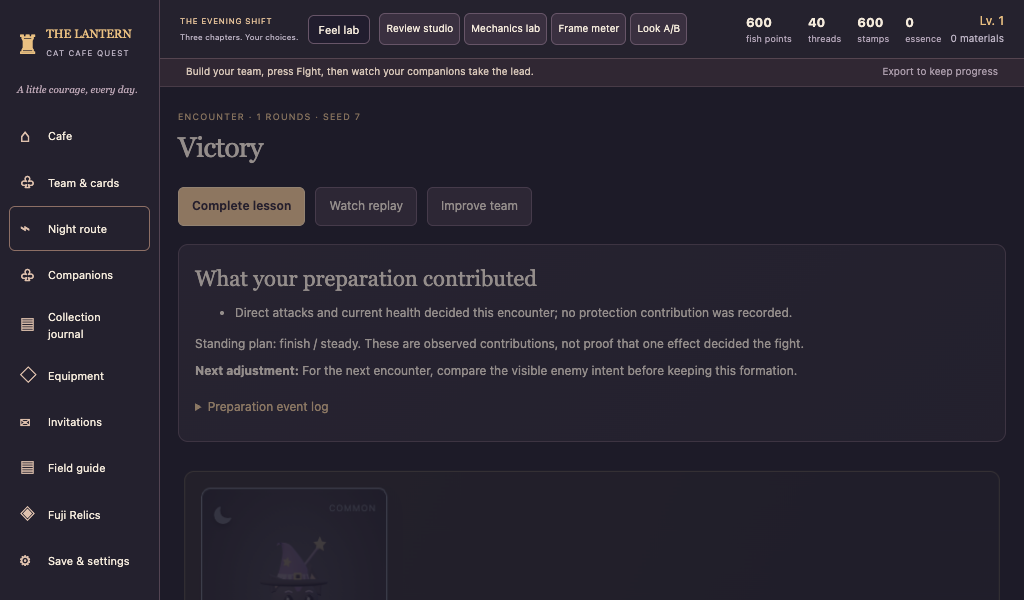 THE LANTERN
CAT CAFE QUEST
A little courage, every day.
Cafe
Team & cards
Night route
Companions
Collection
journal
Equipment
Invitations
Field guide
Fuji Relics
Save & settings
THE EVENING SHIFT
Three chapters. Your choices.
Feel lab
Review studio
Mechanics lab
Frame meter
Look A/B
600
fish points
40
threads
600
stamps
0
essence
Lv. 1
0 materials
Build your team, press Fight, then watch your companions take the lead.
Export to keep progress
ENCOUNTER · 1 ROUNDS · SEED 7
Victory
Complete lesson
Watch replay
Improve team
What your preparation contributed
• Direct attacks and current health decided this encounter; no protection contribution was recorded.
Standing plan: finish / steady. These are observed contributions, not proof that one effect decided the fight.
Next adjustment: For the next encounter, compare the visible enemy intent before keeping this formation.
Preparation event log
COMMON